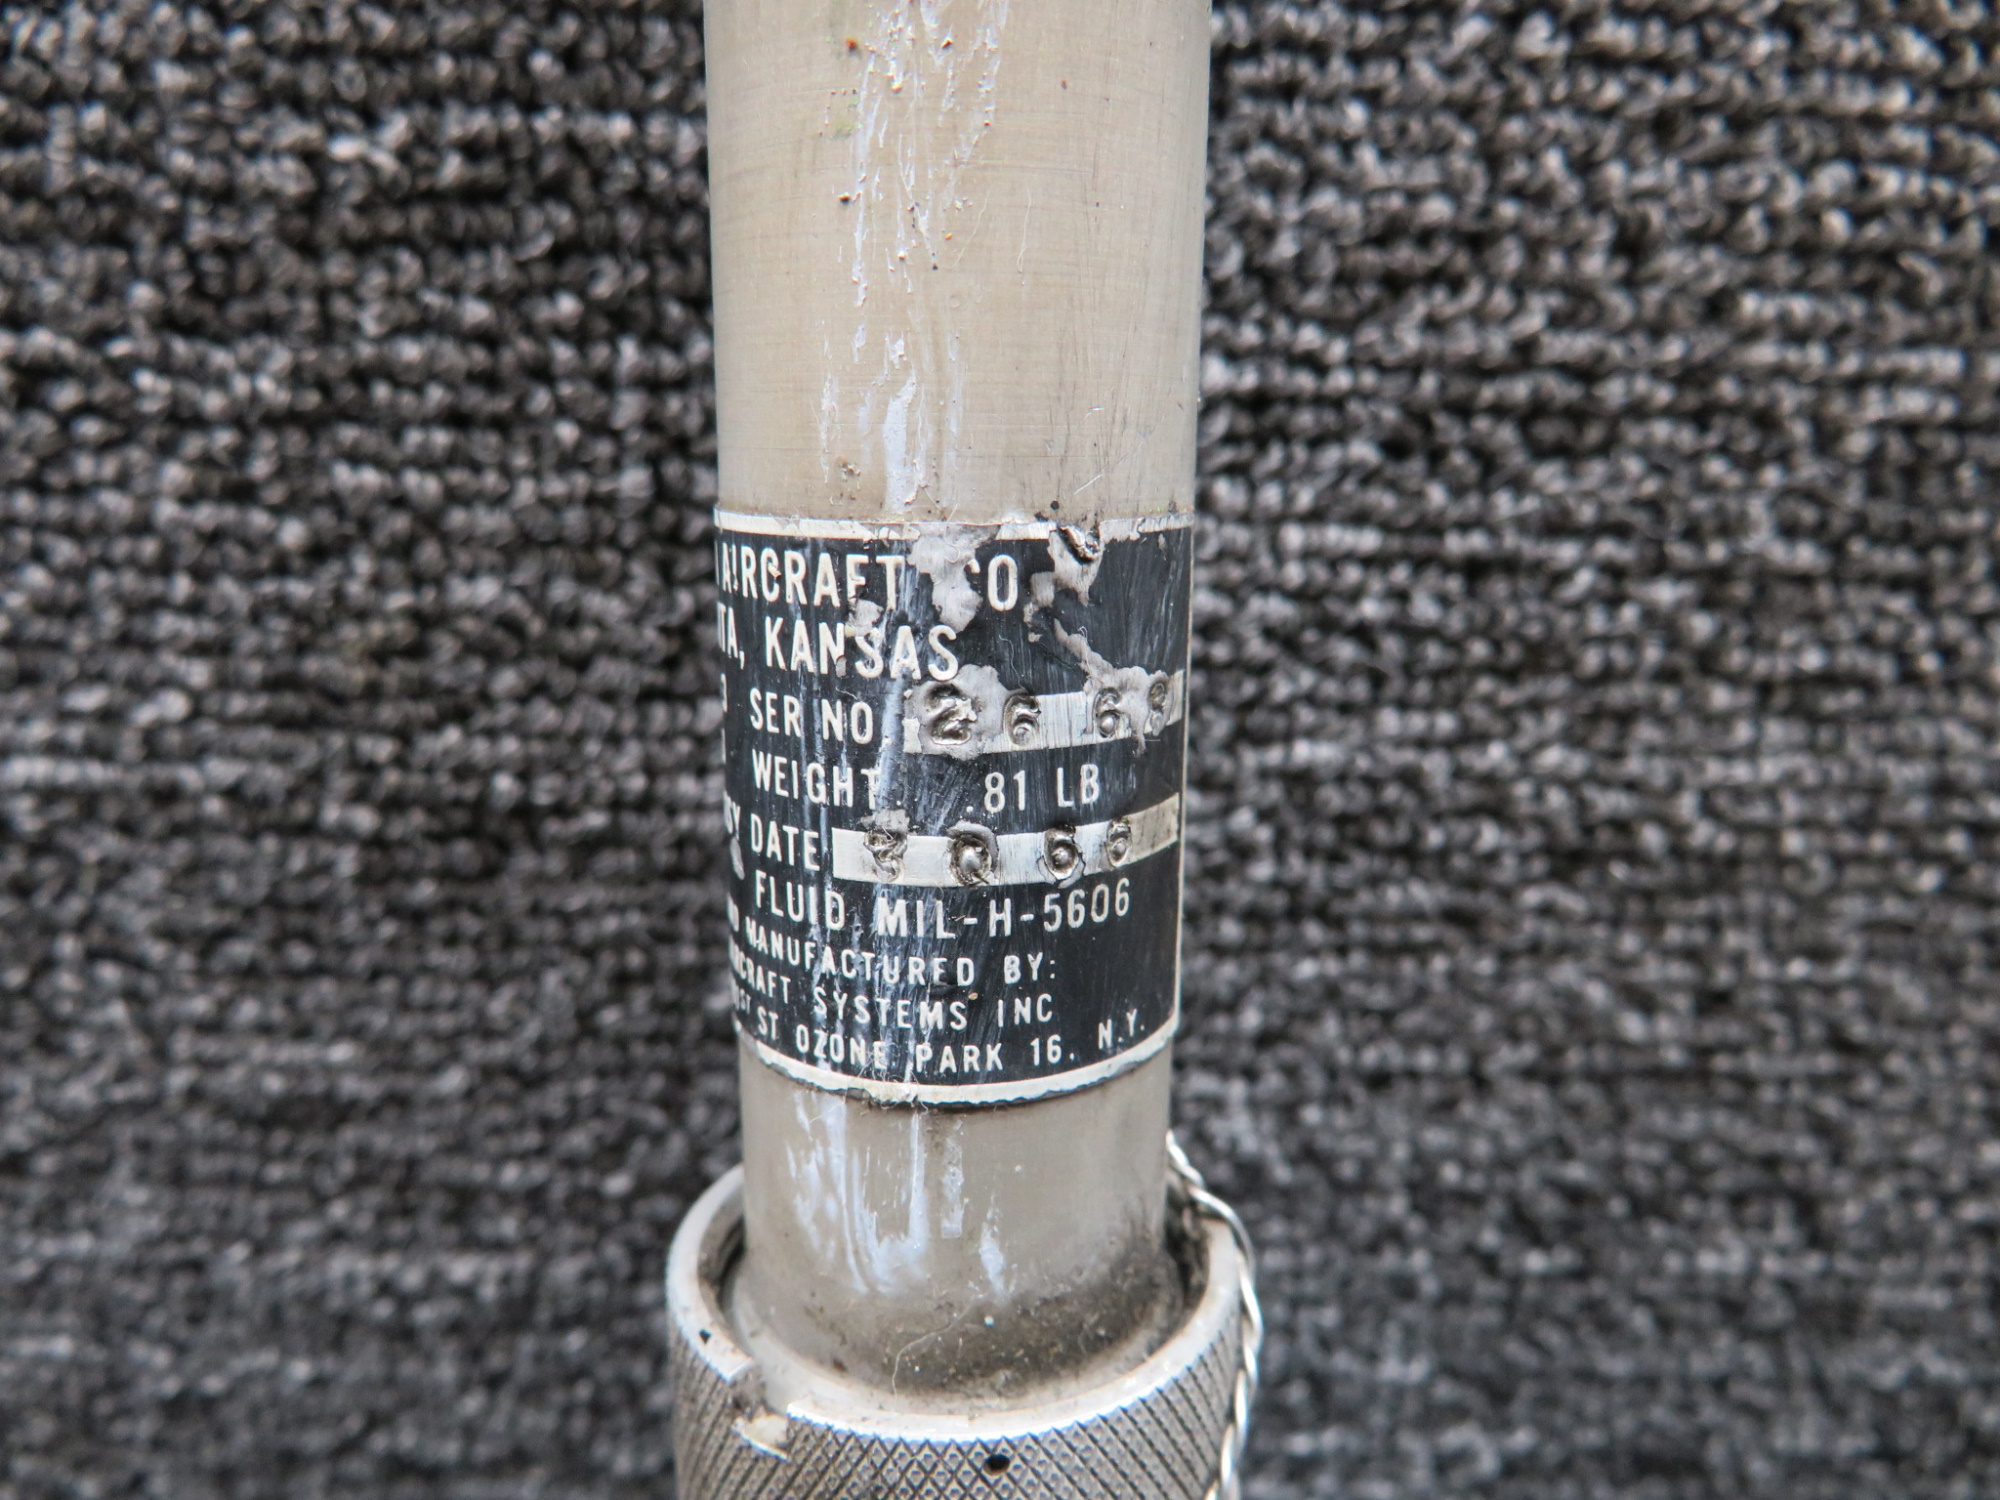 AIRCRAFT CO
KANSAS
SER NO 2669
WEIGHT .81 LB
DATE
FLUID MIL-H-5606
MANUFACTURED BY:
SYSTEMS INC
ST OZONE PARK 16. N.Y.